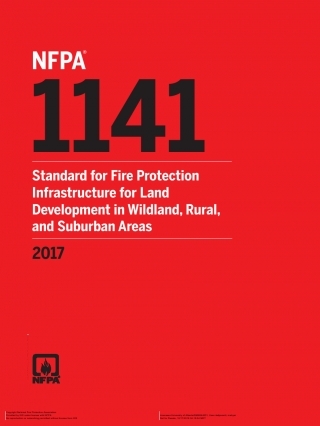 NFPA®
1141
Standard for Fire Protection
Infrastructure for Land
Development in Wildland, Rural,
and Suburban Areas
2017
NFPA®